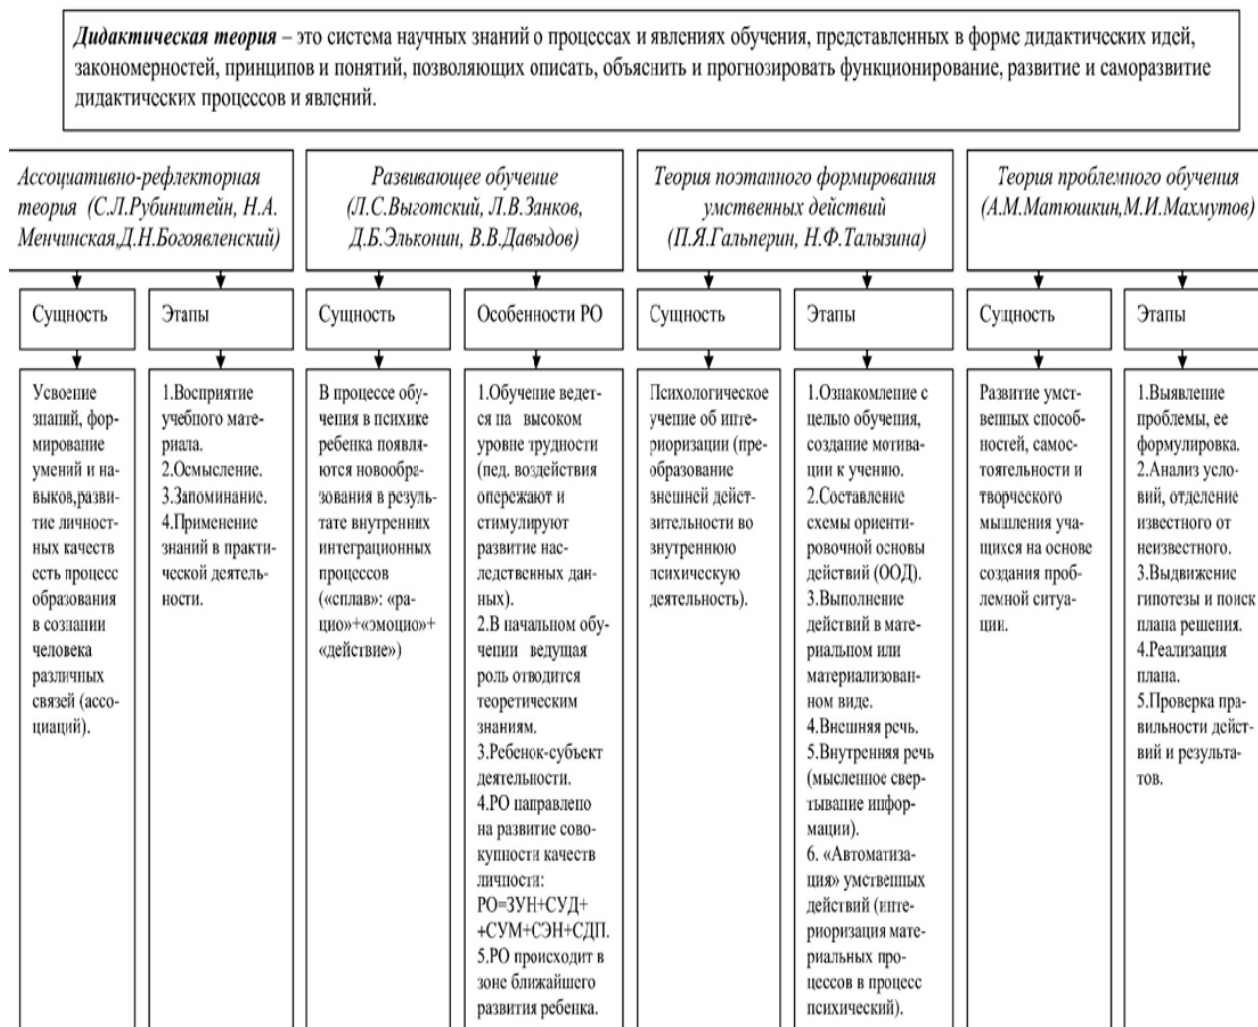 Дидактическая теория – это система научных знаний о процессах и явлениях обучения, представленных в форме дидактических идей,
закономерностей, принципов и понятий, позволяющих описать, объяснить и прогнозировать функционирование, развитие и саморазвитие
дидактических процессов и явлений.
Ассоциативно-рефлекторная
теория (С.Л.Рубинштейн, Н.А.
Менчинская,Д.Н.Богоявленский)
Развивающее обучение
(Л.С.Выготский, Л.В.Занков,
Д.Б.Эльконин, В.В.Давыдов)
Теория поэтапного формирования
умственных действий
(П.Я.Гальперин, Н.Ф.Талызина)
Теория проблемного обучения
(А.М.Матюшкин,М.И.Махмутов)
Сущность
Этапы
Сущность
Особенности РО
Сущность
Этапы
Сущность
Этапы
Усвоение
знаний, фор-
мирование
умений и на-
выков,разви-
тие личност-
ных качеств
есть процесс
образования
в сознании
человека
различных
связей (ассо-
циаций).
1.Восприятие
учебного мате-
риала.
2.Осмысление.
3.Запоминание.
4.Применение
знаний в практи-
ческой деятель-
ности.
В процессе обу-
чения в психике
ребенка появля-
ются новообра-
зования в резуль-
тате внутренних
интеграционных
процессов
(«сплав»: «ра-
цио»+«эмоцио»+
«действие»)
1.Обучение ведет-
ся на высоком
уровне трудности
(пед. воздействия
опережают и
стимулируют
развитие нас-
ледственных дан-
ных).
2.В начальном обу-
чении ведущая
роль отводится
теоретическим
знаниям.
3.Ребенок-субъект
деятельности.
4.РО направлено
на развитие сово-
купности качеств
личности:
РО=ЗУН+СУД+
+СУМ+СЭН+СДП.
5.РО происходит в
зоне ближайшего
развития ребенка.
Психологическое
учение об инте-
риоризации (пре-
образование
внешней дейст-
вительности во
внутреннюю
психическую
деятельность).
1.Ознакомление с
целью обучения,
создание мотива-
ции к учению.
2.Составление
схемы ориенти-
ровочной основы
действий (ООД).
3.Выполнение
действий в мате-
риальном или
материализован-
ном виде.
4.Внешняя речь.
5.Внутренняя речь
(мысленное свер-
тывание инфор-
мации).
6. «Автоматиза-
ция» умственных
действий (инте-
риоризация мате-
риальных про-
цессов в процесс
психический).
Развитие умст-
венных способ-
ностей, самос-
тоятельности и
творческого
мышления уча-
щихся на основе
создания проб-
лемной ситуа-
ции.
1.Выявление
проблемы, ее
формулировка.
2.Анализ усло-
вий, отделение
известного от
неизвестного.
3.Выдвижение
гипотезы и поиск
плана решения.
4.Реализация
плана.
5.Проверка пра-
вильности дейст-
вий и результа-
тов.